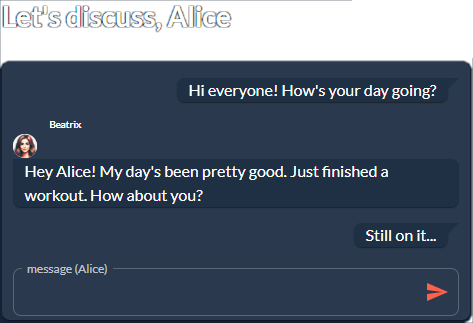 Let's discuss, Alice
Hi everyone! How's your day going?
Beatrix
Hey Alice! My day's been pretty good. Just finished a
workout. How about you?
Still on it...
message (Alice)